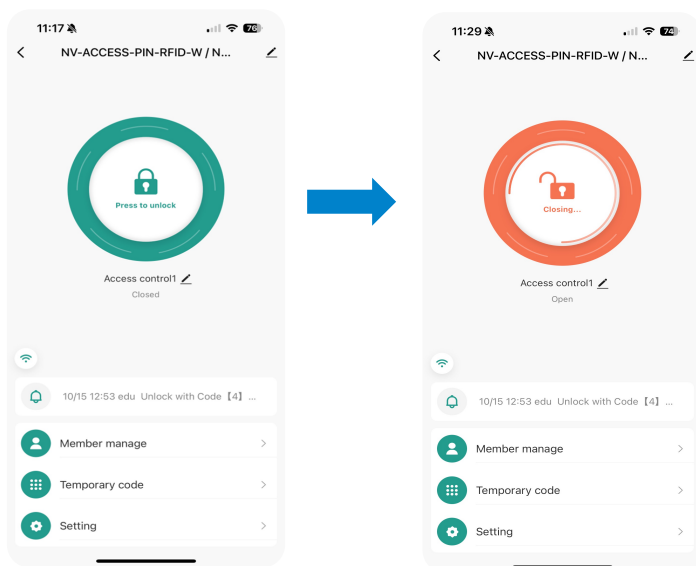 11:17
76
NV-ACCESS-PIN-RFID-W / N...
Press to unlock
Access control1
Closed
10/15 12:53 edu Unlock with Code【4】...
Member manage
Temporary code
Setting
11:29
74
NV-ACCESS-PIN-RFID-W / N...
Closing...
Access control1
Open
10/15 12:53 edu Unlock with Code【4】...
Member manage
Temporary code
Setting